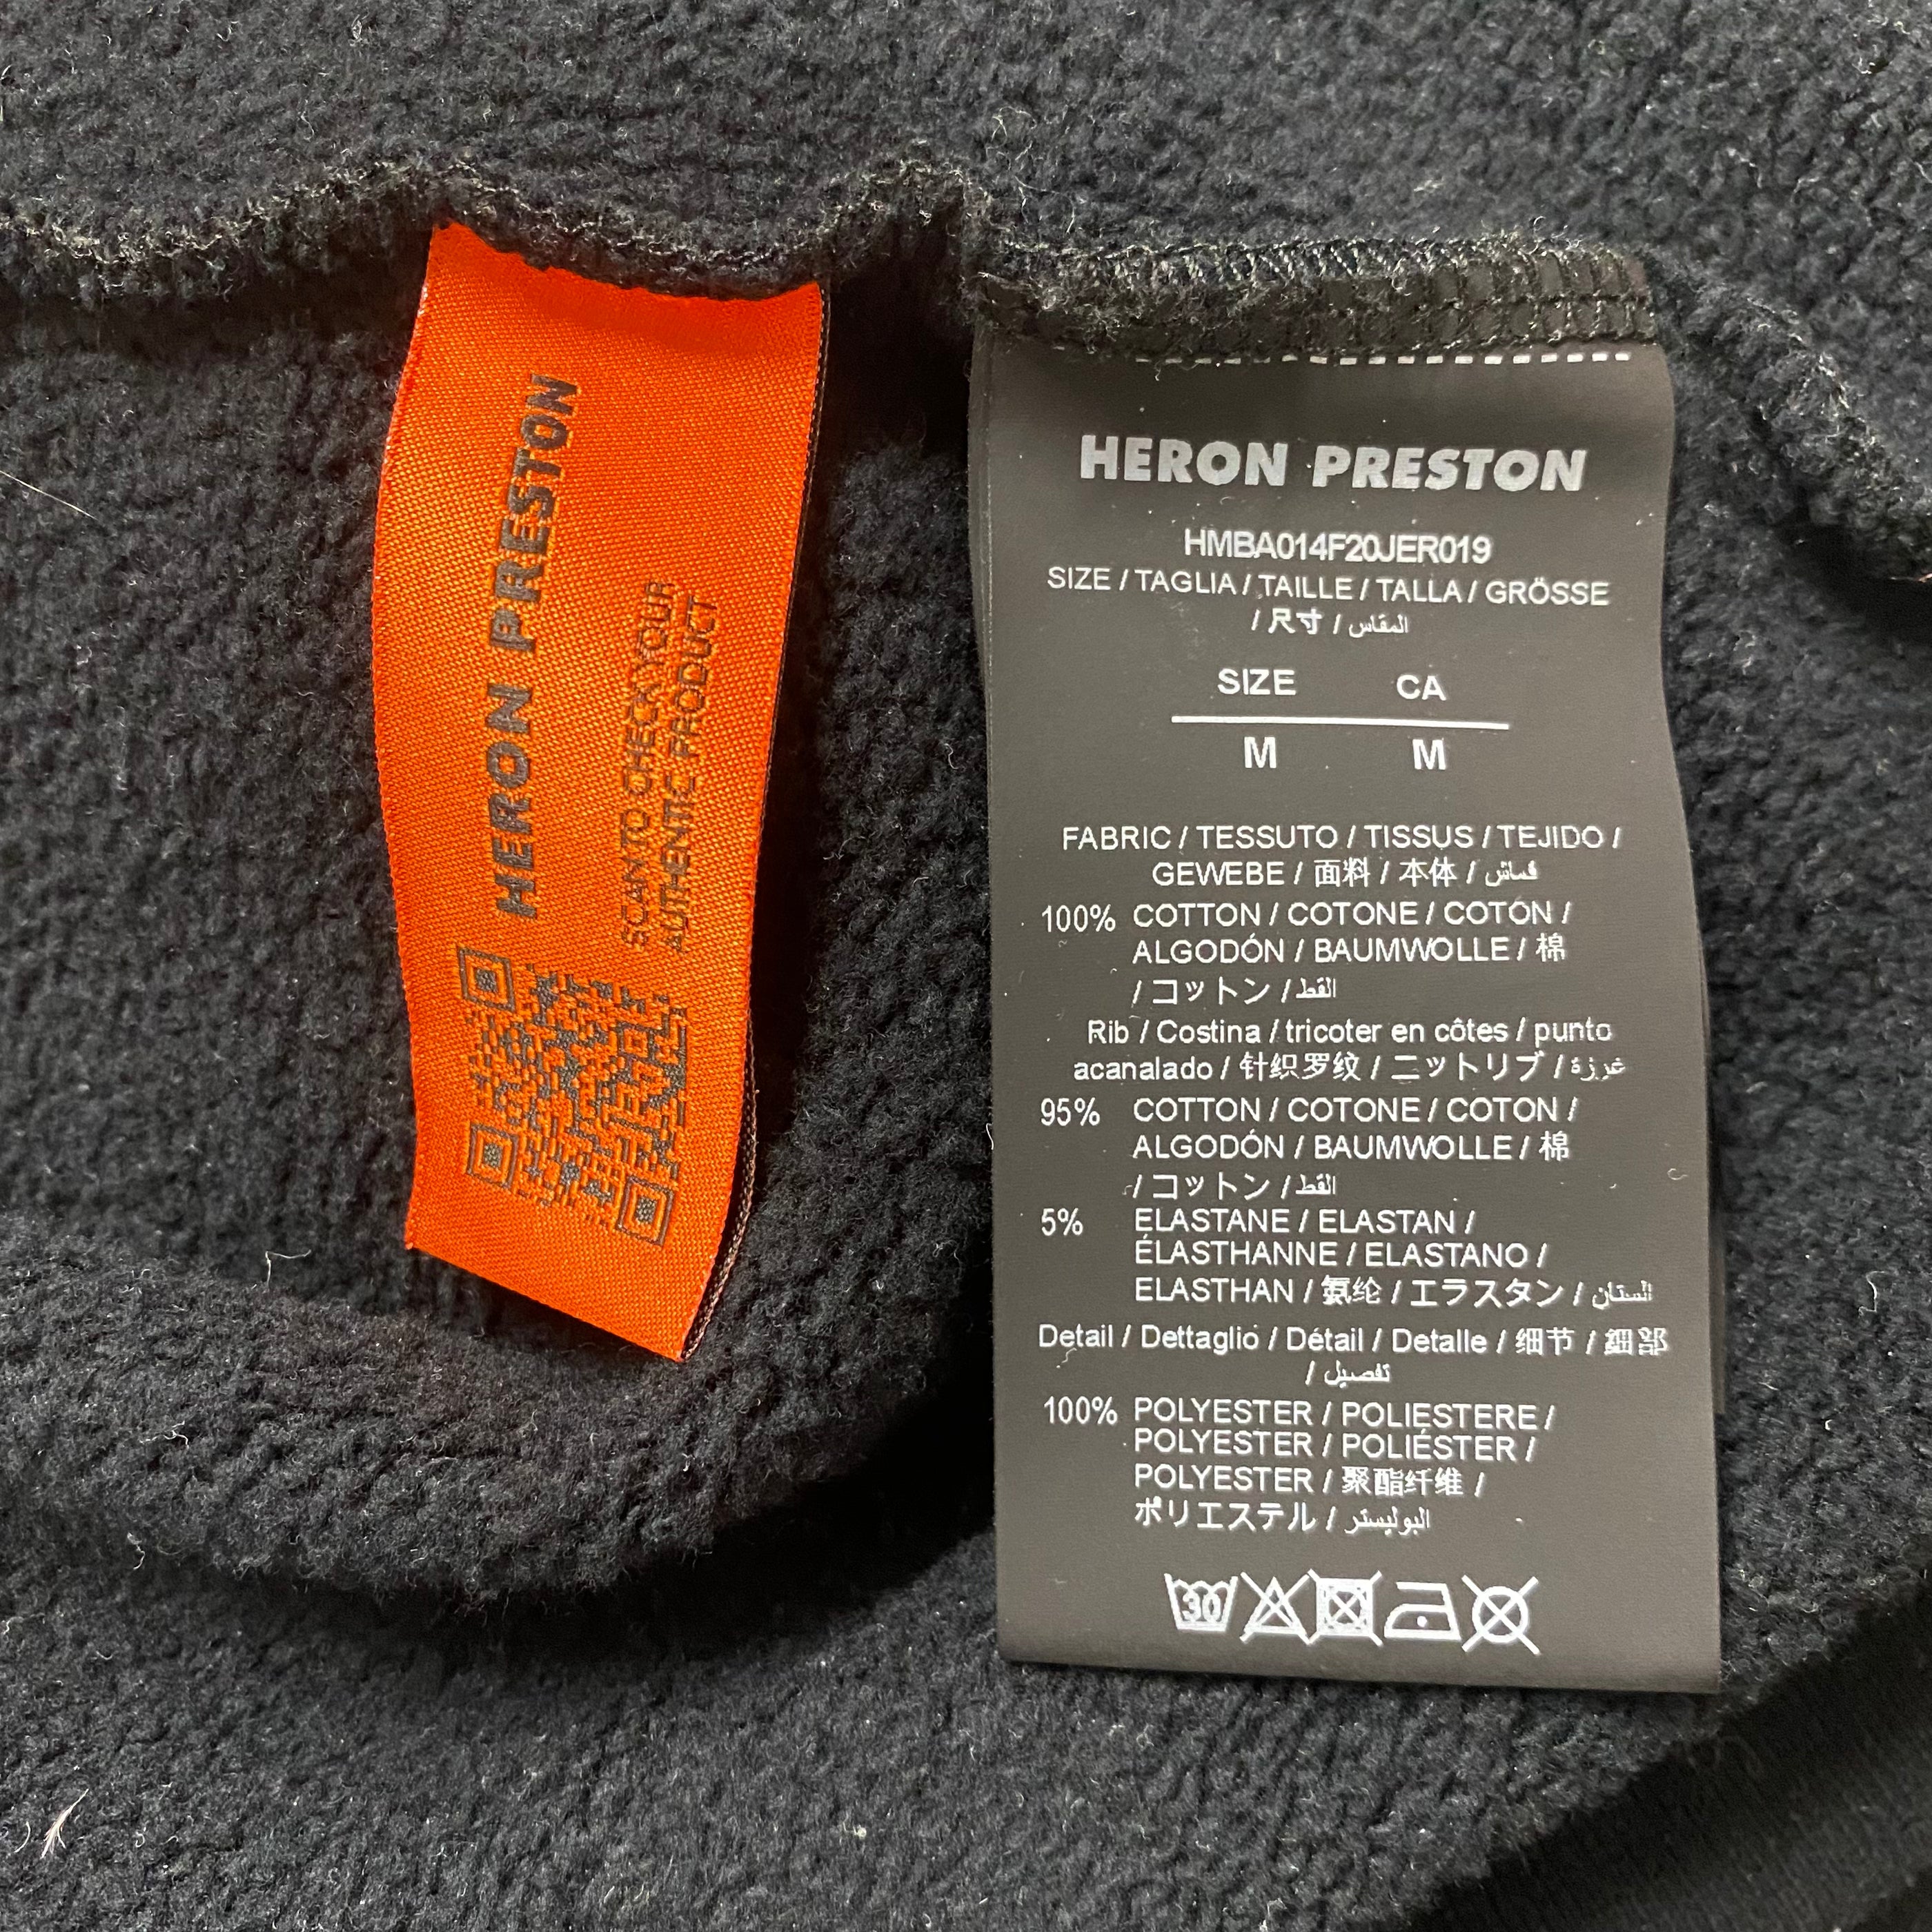 HERON PRESTON
SCAN TO CHECK YOUR
AUTHENTIC PRODUCT
HERON PRESTON
HMBA014F20JER019
SIZE / TAGLIA / TAILLE / TALLA / GRÖSSE
/ 尺寸 / المقاس
SIZE CA
M M
FABRIC / TESSUTO / TISSUS / TEJIDO /
GEWEBE / 面料 / 本体 / قماش
100% COTTON / COTONE / COTON /
ALGODÓN / BAUMWOLLE / 棉
/ コットン / القط
Rib / Costina / tricoter en côtes / punto
acanalado / 针织罗纹 / ニットリブ / غرزة
95% COTTON / COTONE / COTON /
ALGODÓN / BAUMWOLLE / 棉
/ コットン / القط
5% ELASTANE / ELASTAN /
ÉLASTHANNE / ELASTANO /
ELASTHAN / 氨纶 / エラスタン / الستان
Detail / Dettaglio / Détail / Detalle / 细节 / 細部
/ تفصيل
100% POLYESTER / POLIESTERE /
POLYESTER / POLIÉSTER /
POLYESTER / 聚酯纤维 /
ポリエステル / البوليستر
30